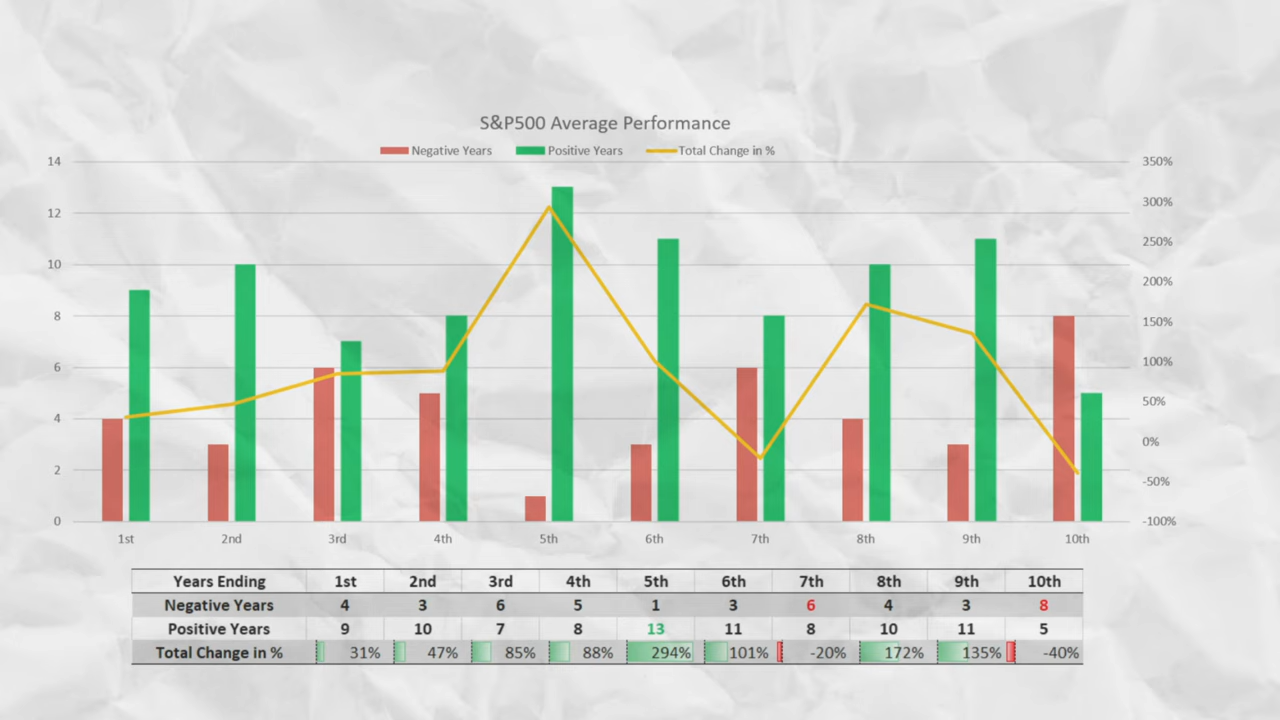 S&P500 Average Performance
Negative Years Positive Years Total Change in %
14 350%
300%
12
250%
10
200%
8
150%
6
100%
4
50%
0%
2
-50%
0 -100%
1st 2nd 3rd 4th 5th 6th 7th 8th 9th 10th
Years Ending 1st 2nd 3rd 4th 5th 6th 7th 8th 9th 10th
Negative Years 4 3 6 5 1 3 6 4 3 8
Positive Years 9 10 7 8 13 11 8 10 11 5
Total Change in % 31% 47% 85% 88% 294% 101% -20% 172% 135% -40%